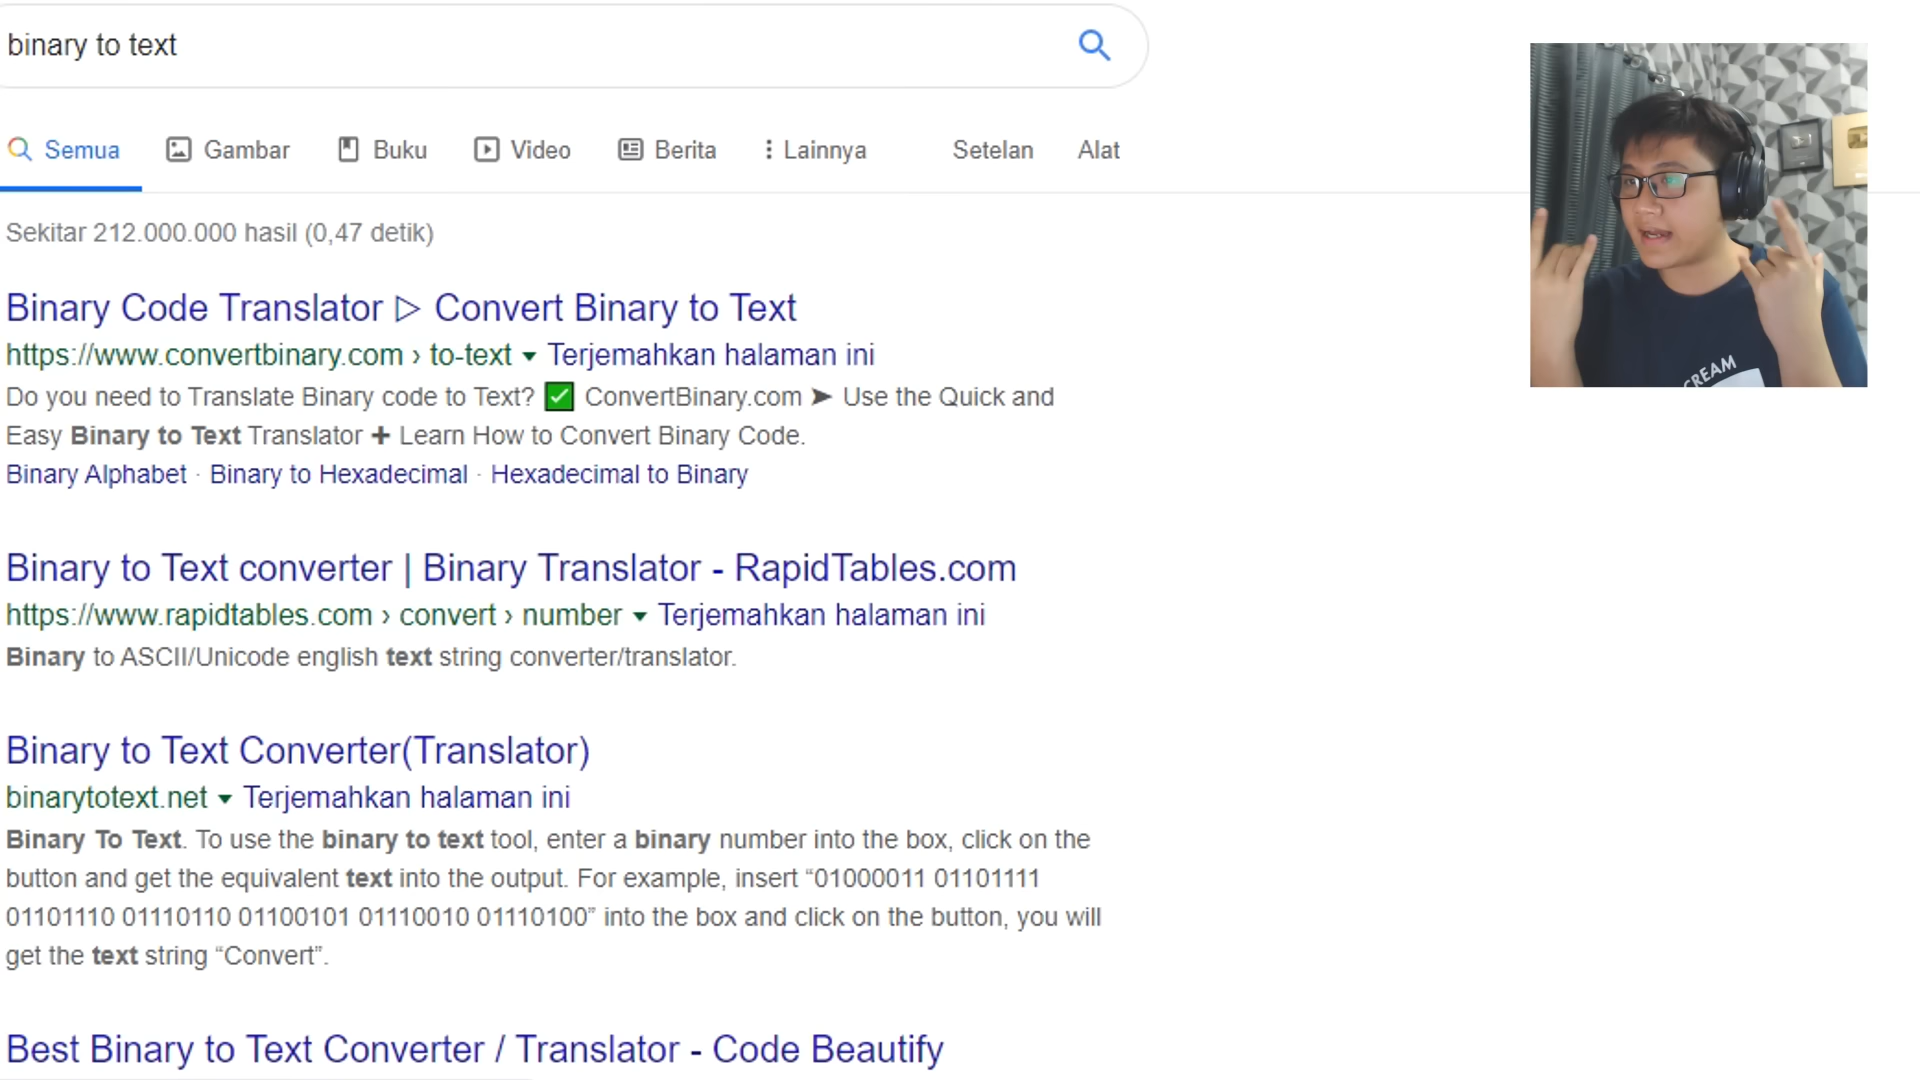 binary to text
Semua Gambar Buku Video Berita Lainnya Setelan Alat
Sekitar 212.000.000 hasil (0,47 detik)
Binary Code Translator ▷ Convert Binary to Text
https://www.convertbinary.com › to-text ▾ Terjemahkan halaman ini
Do you need to Translate Binary code to Text? ✅ ConvertBinary.com ➤ Use the Quick and
Easy Binary to Text Translator ✚ Learn How to Convert Binary Code.
Binary Alphabet · Binary to Hexadecimal · Hexadecimal to Binary
Binary to Text converter | Binary Translator - RapidTables.com
https://www.rapidtables.com › convert › number ▾ Terjemahkan halaman ini
Binary to ASCII/Unicode english text string converter/translator.
Binary to Text Converter(Translator)
binarytotext.net ▾ Terjemahkan halaman ini
Binary To Text. To use the binary to text tool, enter a binary number into the box, click on the
button and get the equivalent text into the output. For example, insert “01000011 01101111
01101110 01110110 01100101 01110010 01110100” into the box and click on the button, you will
get the text string “Convert”.
Best Binary to Text Converter / Translator - Code Beautify